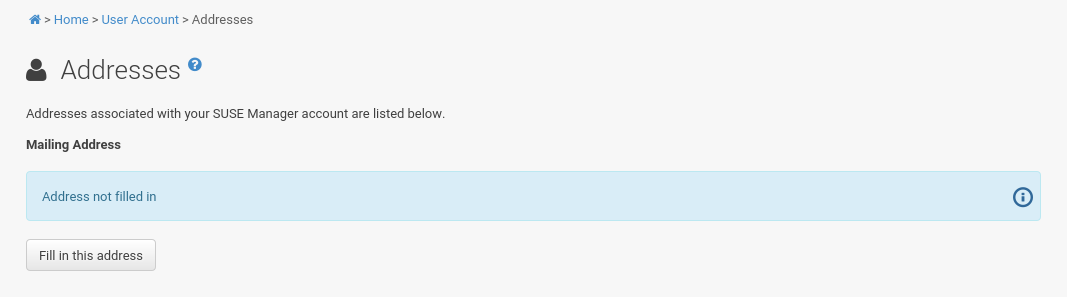 > Home > User Account > Addresses
Addresses
Addresses associated with your SUSE Manager account are listed below.
Mailing Address
Address not filled in
Fill in this address